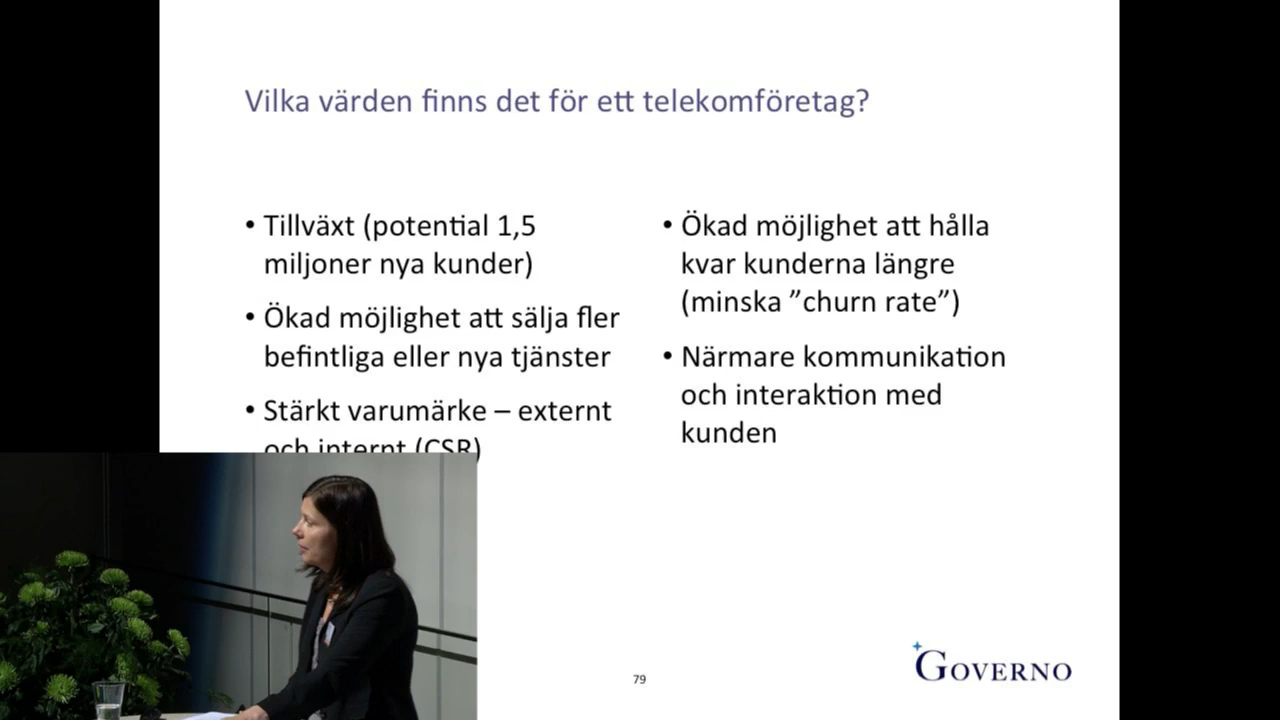 Vilka värden finns det för ett telekomföretag?
• Tillväxt (potential 1,5
miljoner nya kunder)
• Ökad möjlighet att sälja fler
befintliga eller nya tjänster
• Stärkt varumärke – externt
och internt (CSR)
• Ökad möjlighet att hålla
kvar kunderna längre
(minska ”churn rate”)
• Närmare kommunikation
och interaktion med
kunden
79
GOVERNO